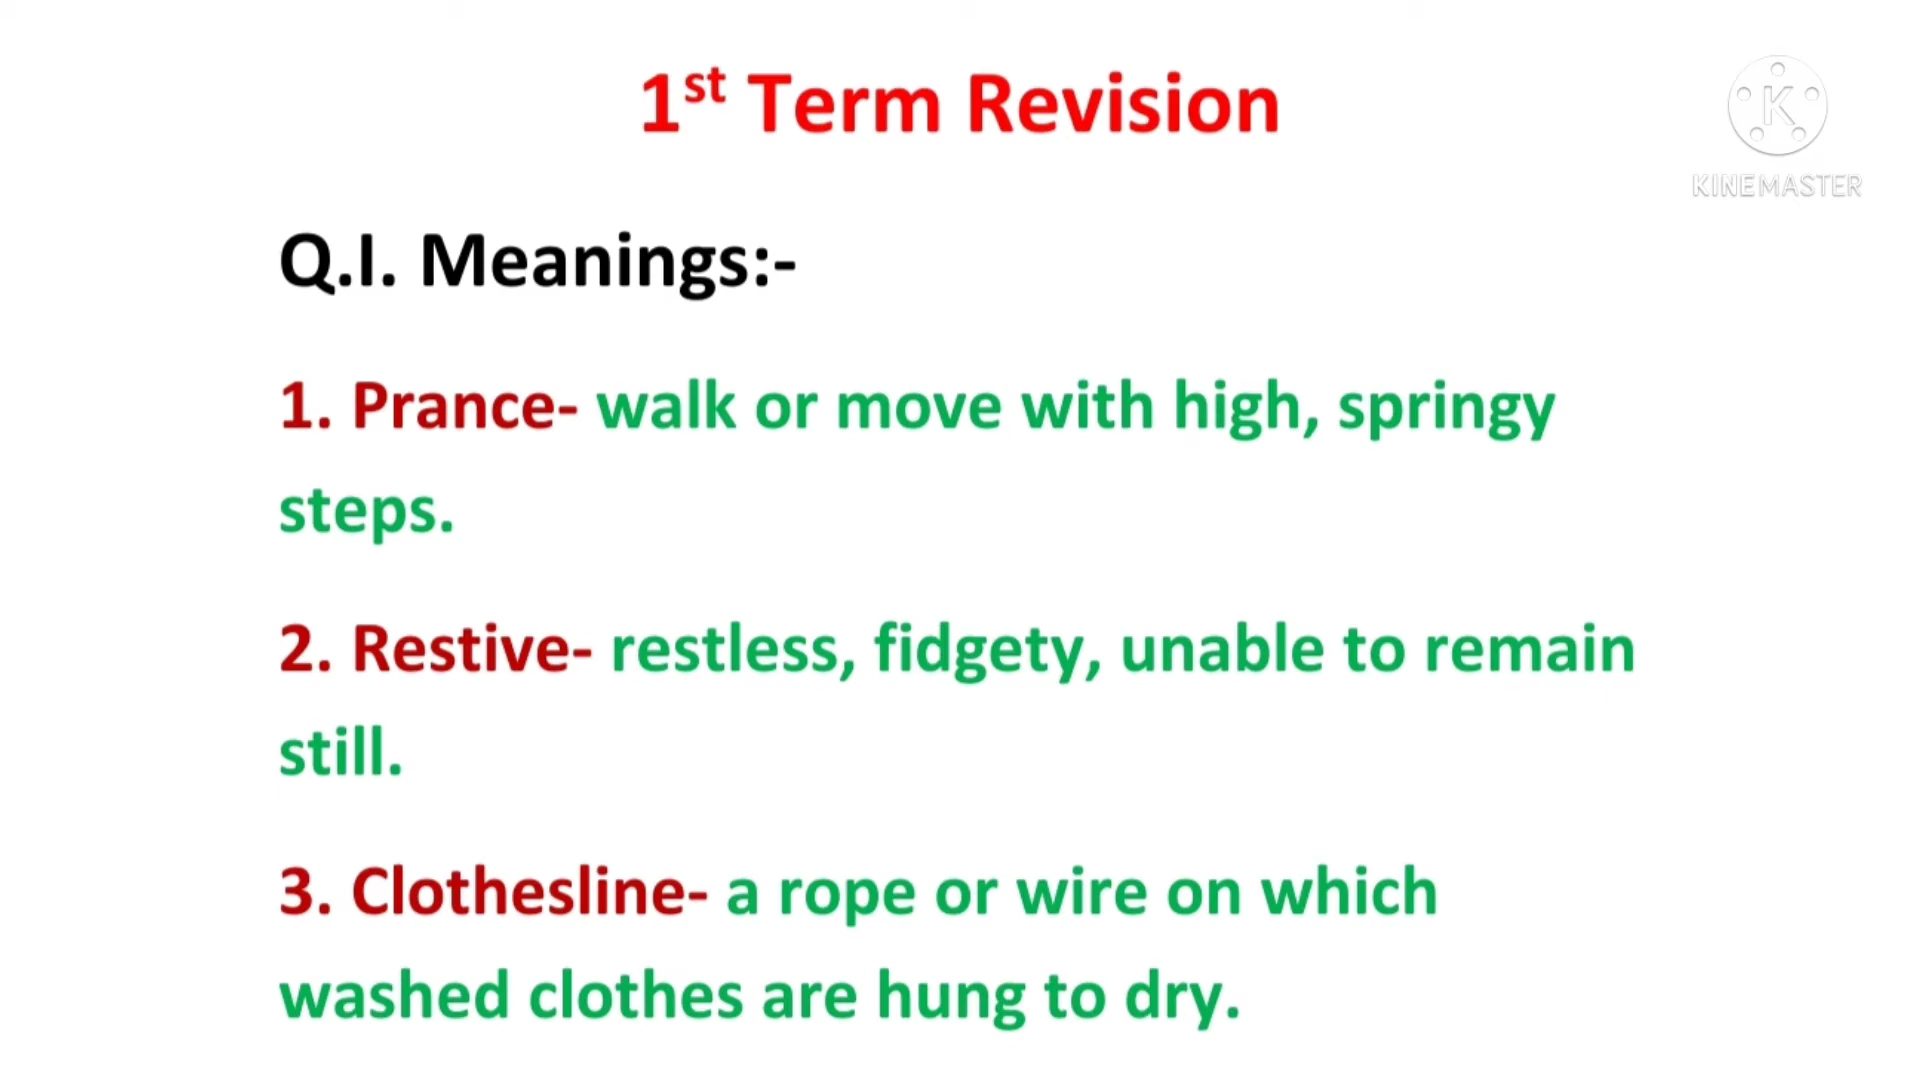 1st Term Revision
K
KINEMASTER
Q.I. Meanings:-
1. Prance- walk or move with high, springy
steps.
2. Restive- restless, fidgety, unable to remain
still.
3. Clothesline- a rope or wire on which
washed clothes are hung to dry.